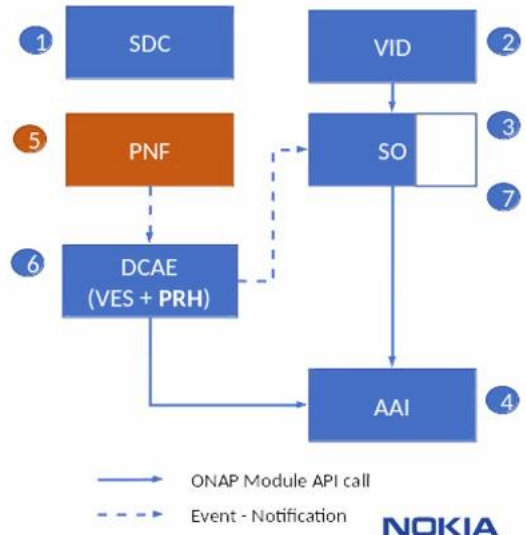 1
SDC
VID
2
5
PNF
SO
3
7
6
DCAE
(VES + PRH)
AAI
4
ONAP Module API call
Event - Notification
NOKIA